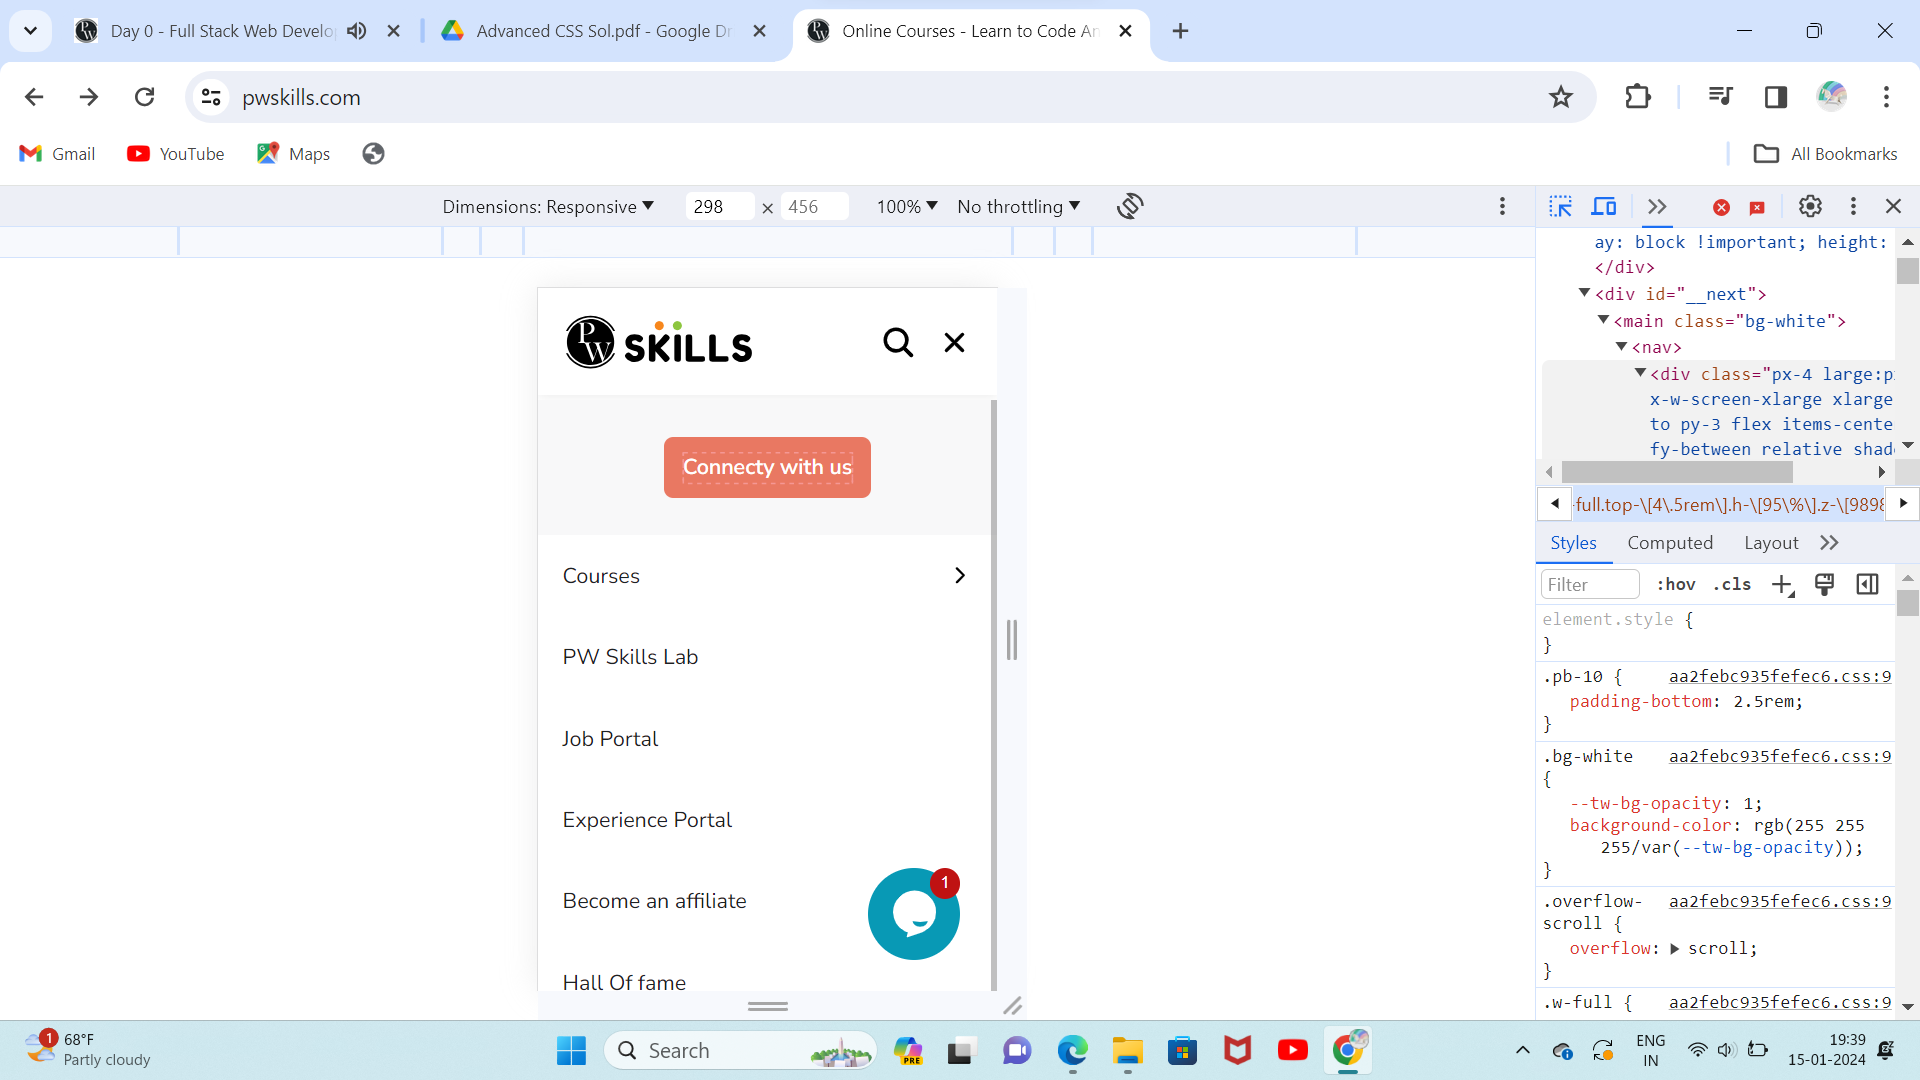 Day 0 - Full Stack Web Develo
Advanced CSS Sol.pdf - Google Dr
Online Courses - Learn to Code An
pwskills.com
Gmail
YouTube
Maps
All Bookmarks
Dimensions: Responsive
298 × 456
100%
No throttling
PW SKILLS
Connecty with us
Courses
PW Skills Lab
Job Portal
Experience Portal
Become an affiliate
1
Hall Of fame
ay: block !important; height:
</div>
<div id="__next">
<main class="bg-white">
<nav>
<div class="px-4 large:p
x-w-screen-xlarge xlarge
to py-3 flex items-cente
fy-between relative shad
-full.top-\[4\.5rem\].h-\[95\%\].z-\[989
Styles Computed Layout
Filter :hov .cls
element.style {
}
.pb-10 { aa2febc935fefec6.css:9
padding-bottom: 2.5rem;
}
.bg-white aa2febc935fefec6.css:9
{
--tw-bg-opacity: 1;
background-color: rgb(255 255
255/var(--tw-bg-opacity));
}
.overflow- aa2febc935fefec6.css:9
scroll {
overflow: scroll;
}
.w-full { aa2febc935fefec6.css:9
1
68°F
Partly cloudy
Search
PRE
ENG
IN
19:39
15-01-2024